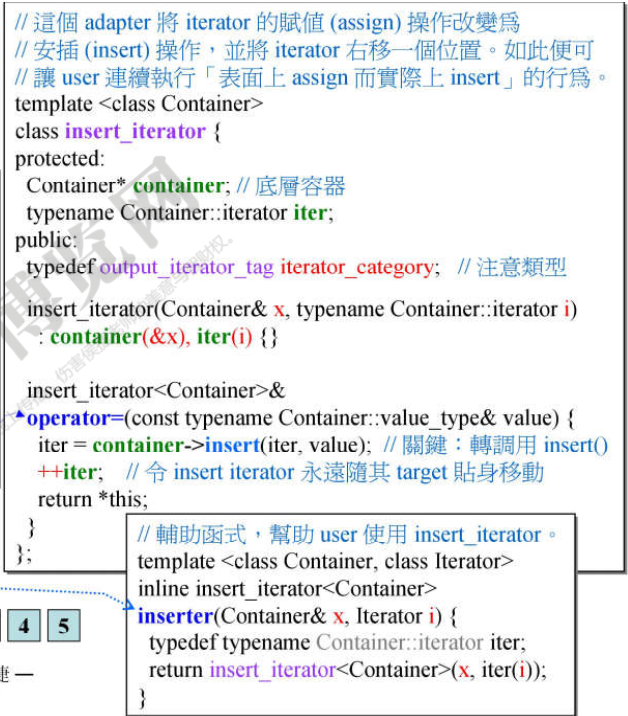 // 這個 adapter 將 iterator 的賦值 (assign) 操作改變為
// 安插 (insert) 操作，並將 iterator 右移一個位置。如此便可
// 讓 user 連續執行「表面上 assign 而實際上 insert」的行為。
template <class Container>
class insert_iterator {
protected:
Container* container; // 底層容器
typename Container::iterator iter;
public:
typedef output_iterator_tag iterator_category; // 注意類型
insert_iterator(Container& x, typename Container::iterator i)
: container(&x), iter(i) {}
insert_iterator<Container>&
operator=(const typename Container::value_type& value) {
iter = container->insert(iter, value); // 關鍵：轉調用 insert()
++iter; // 令 insert iterator 永遠隨其 target 貼身移動
return *this;
}
};
// 輔助函式，幫助 user 使用 insert_iterator。
template <class Container, class Iterator>
inline insert_iterator<Container>
inserter(Container& x, Iterator i) {
typedef typename Container::iterator iter;
return insert_iterator<Container>(x, iter(i));
}
4 5
博览网